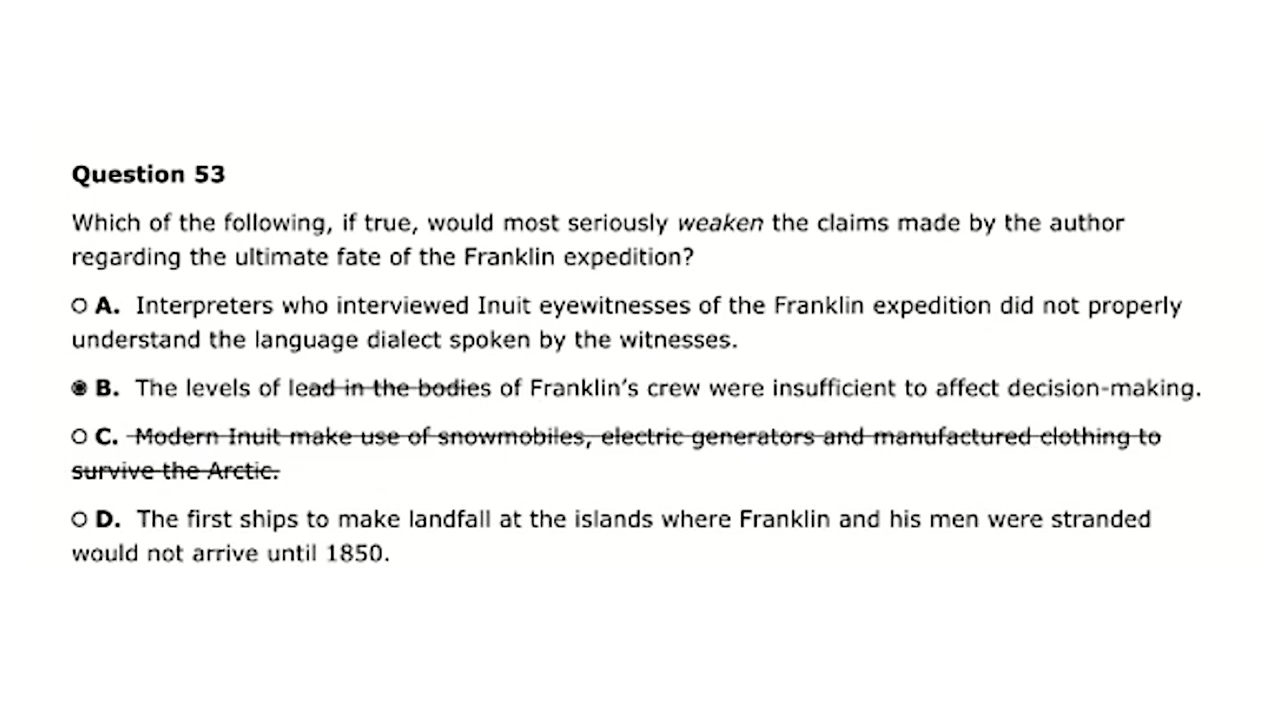 Question 53
Which of the following, if true, would most seriously weaken the claims made by the author
regarding the ultimate fate of the Franklin expedition?
A. Interpreters who interviewed Inuit eyewitnesses of the Franklin expedition did not properly
understand the language dialect spoken by the witnesses.
B. The levels of lead in the bodies of Franklin's crew were insufficient to affect decision-making.
C. Modern Inuit make use of snowmobiles, electric generators and manufactured clothing to
survive the Arctic.
D. The first ships to make landfall at the islands where Franklin and his men were stranded
would not arrive until 1850.